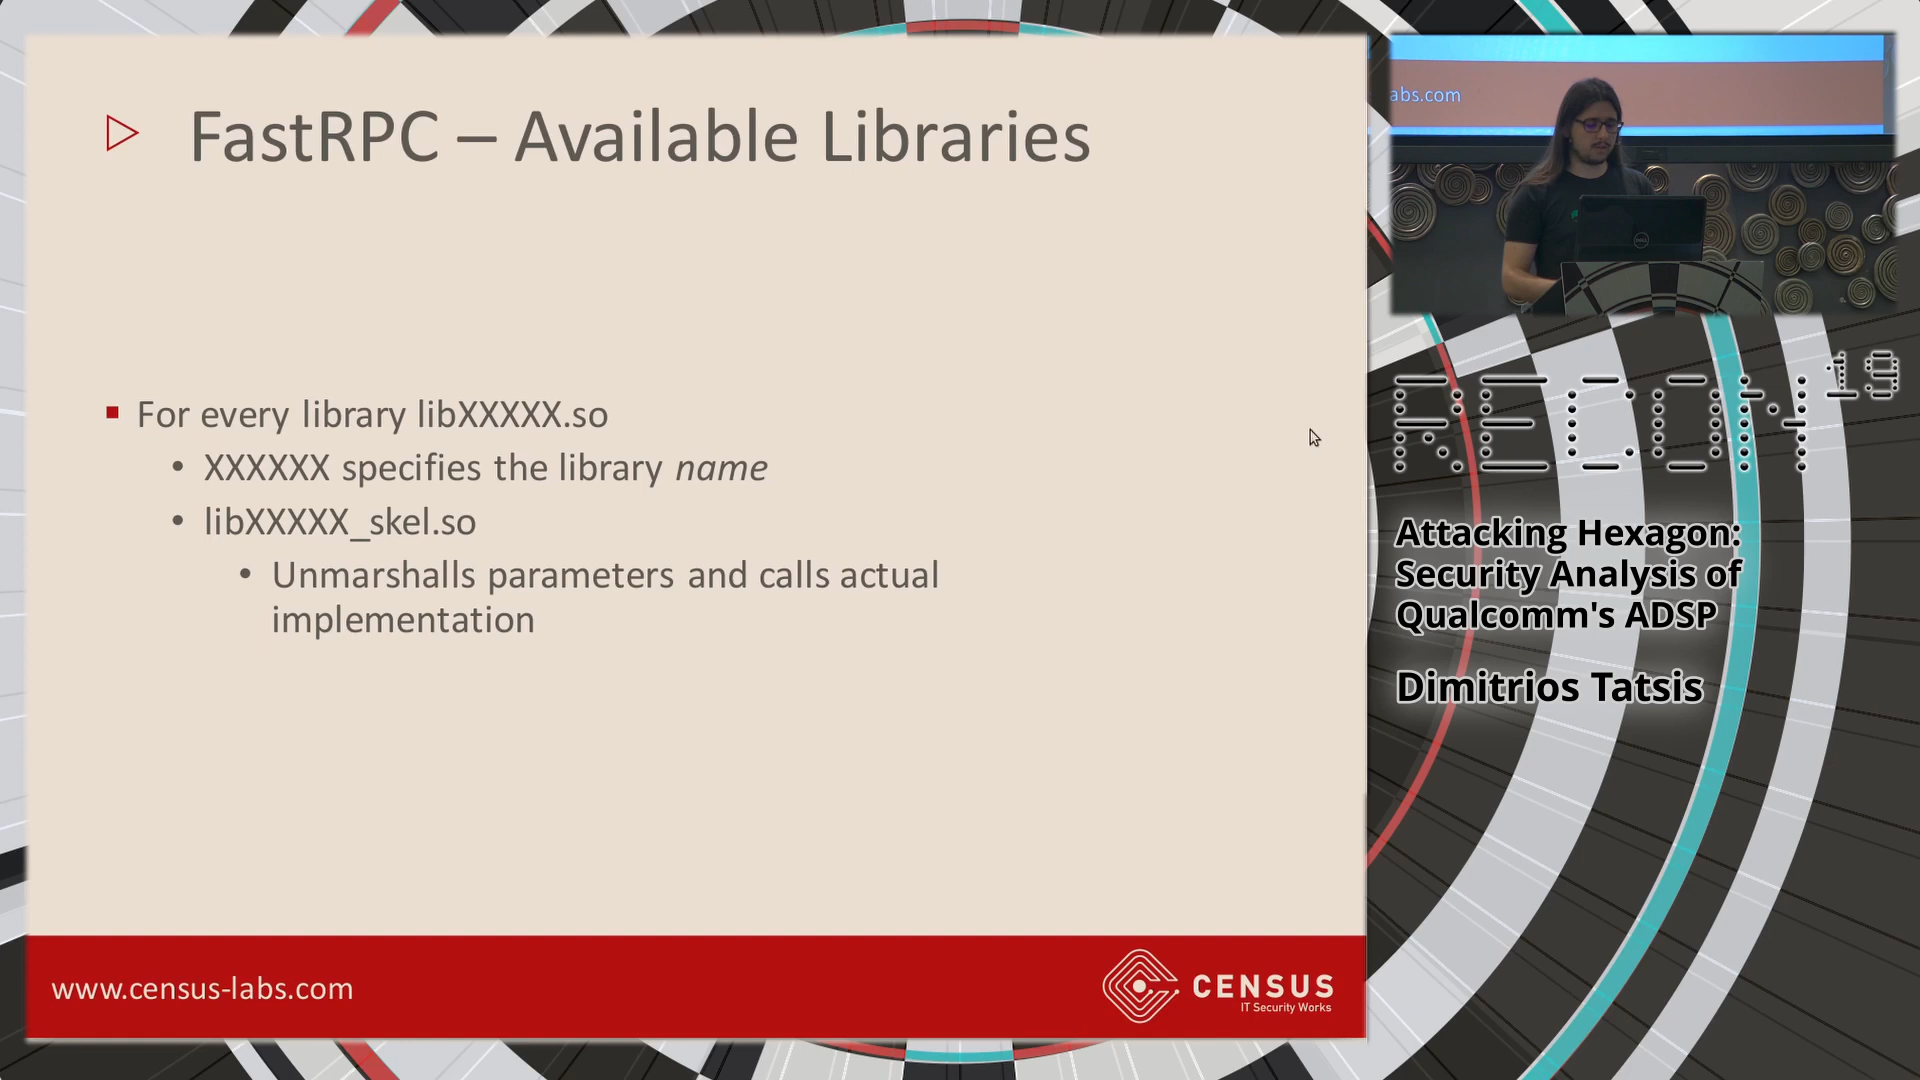 FastRPC – Available Libraries
For every library libXXXXX.so
• XXXXXX specifies the library name
• libXXXXX_skel.so
• Unmarshalls parameters and calls actual
implementation
www.census-labs.com
CENSUS
IT Security Works
abs.com
DELL
RECON19
Attacking Hexagon:
Security Analysis of
Qualcomm's ADSP
Dimitrios Tatsis